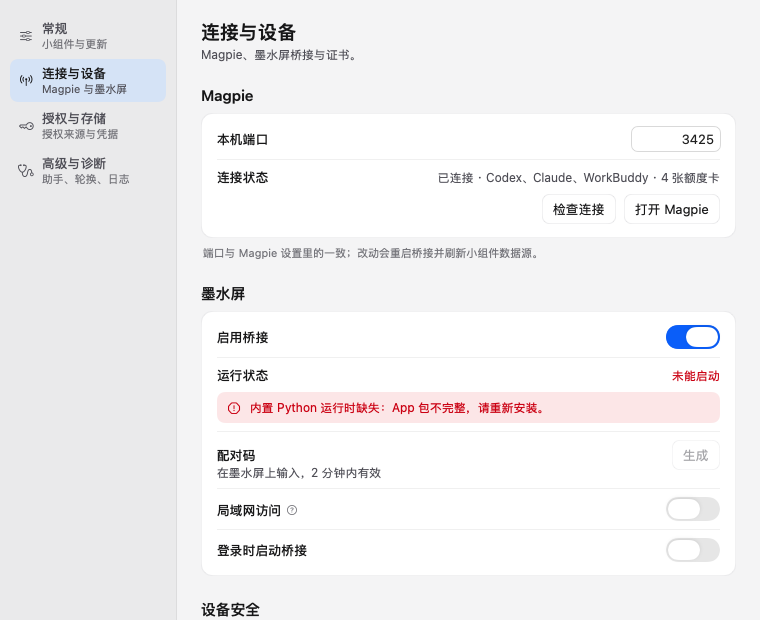 常规
小组件与更新
连接与设备
Magpie 与墨水屏
授权与存储
授权来源与凭据
高级与诊断
助手、轮换、日志
连接与设备
Magpie、墨水屏桥接与证书。
Magpie
本机端口
3425
连接状态
已连接 · Codex、Claude、WorkBuddy · 4 张额度卡
检查连接
打开 Magpie
端口与 Magpie 设置里的一致；改动会重启桥接并刷新小组件数据源。
墨水屏
启用桥接
运行状态
未能启动
内置 Python 运行时缺失：App 包不完整，请重新安装。
配对码
生成
在墨水屏上输入，2 分钟内有效
局域网访问
登录时启动桥接
设备安全